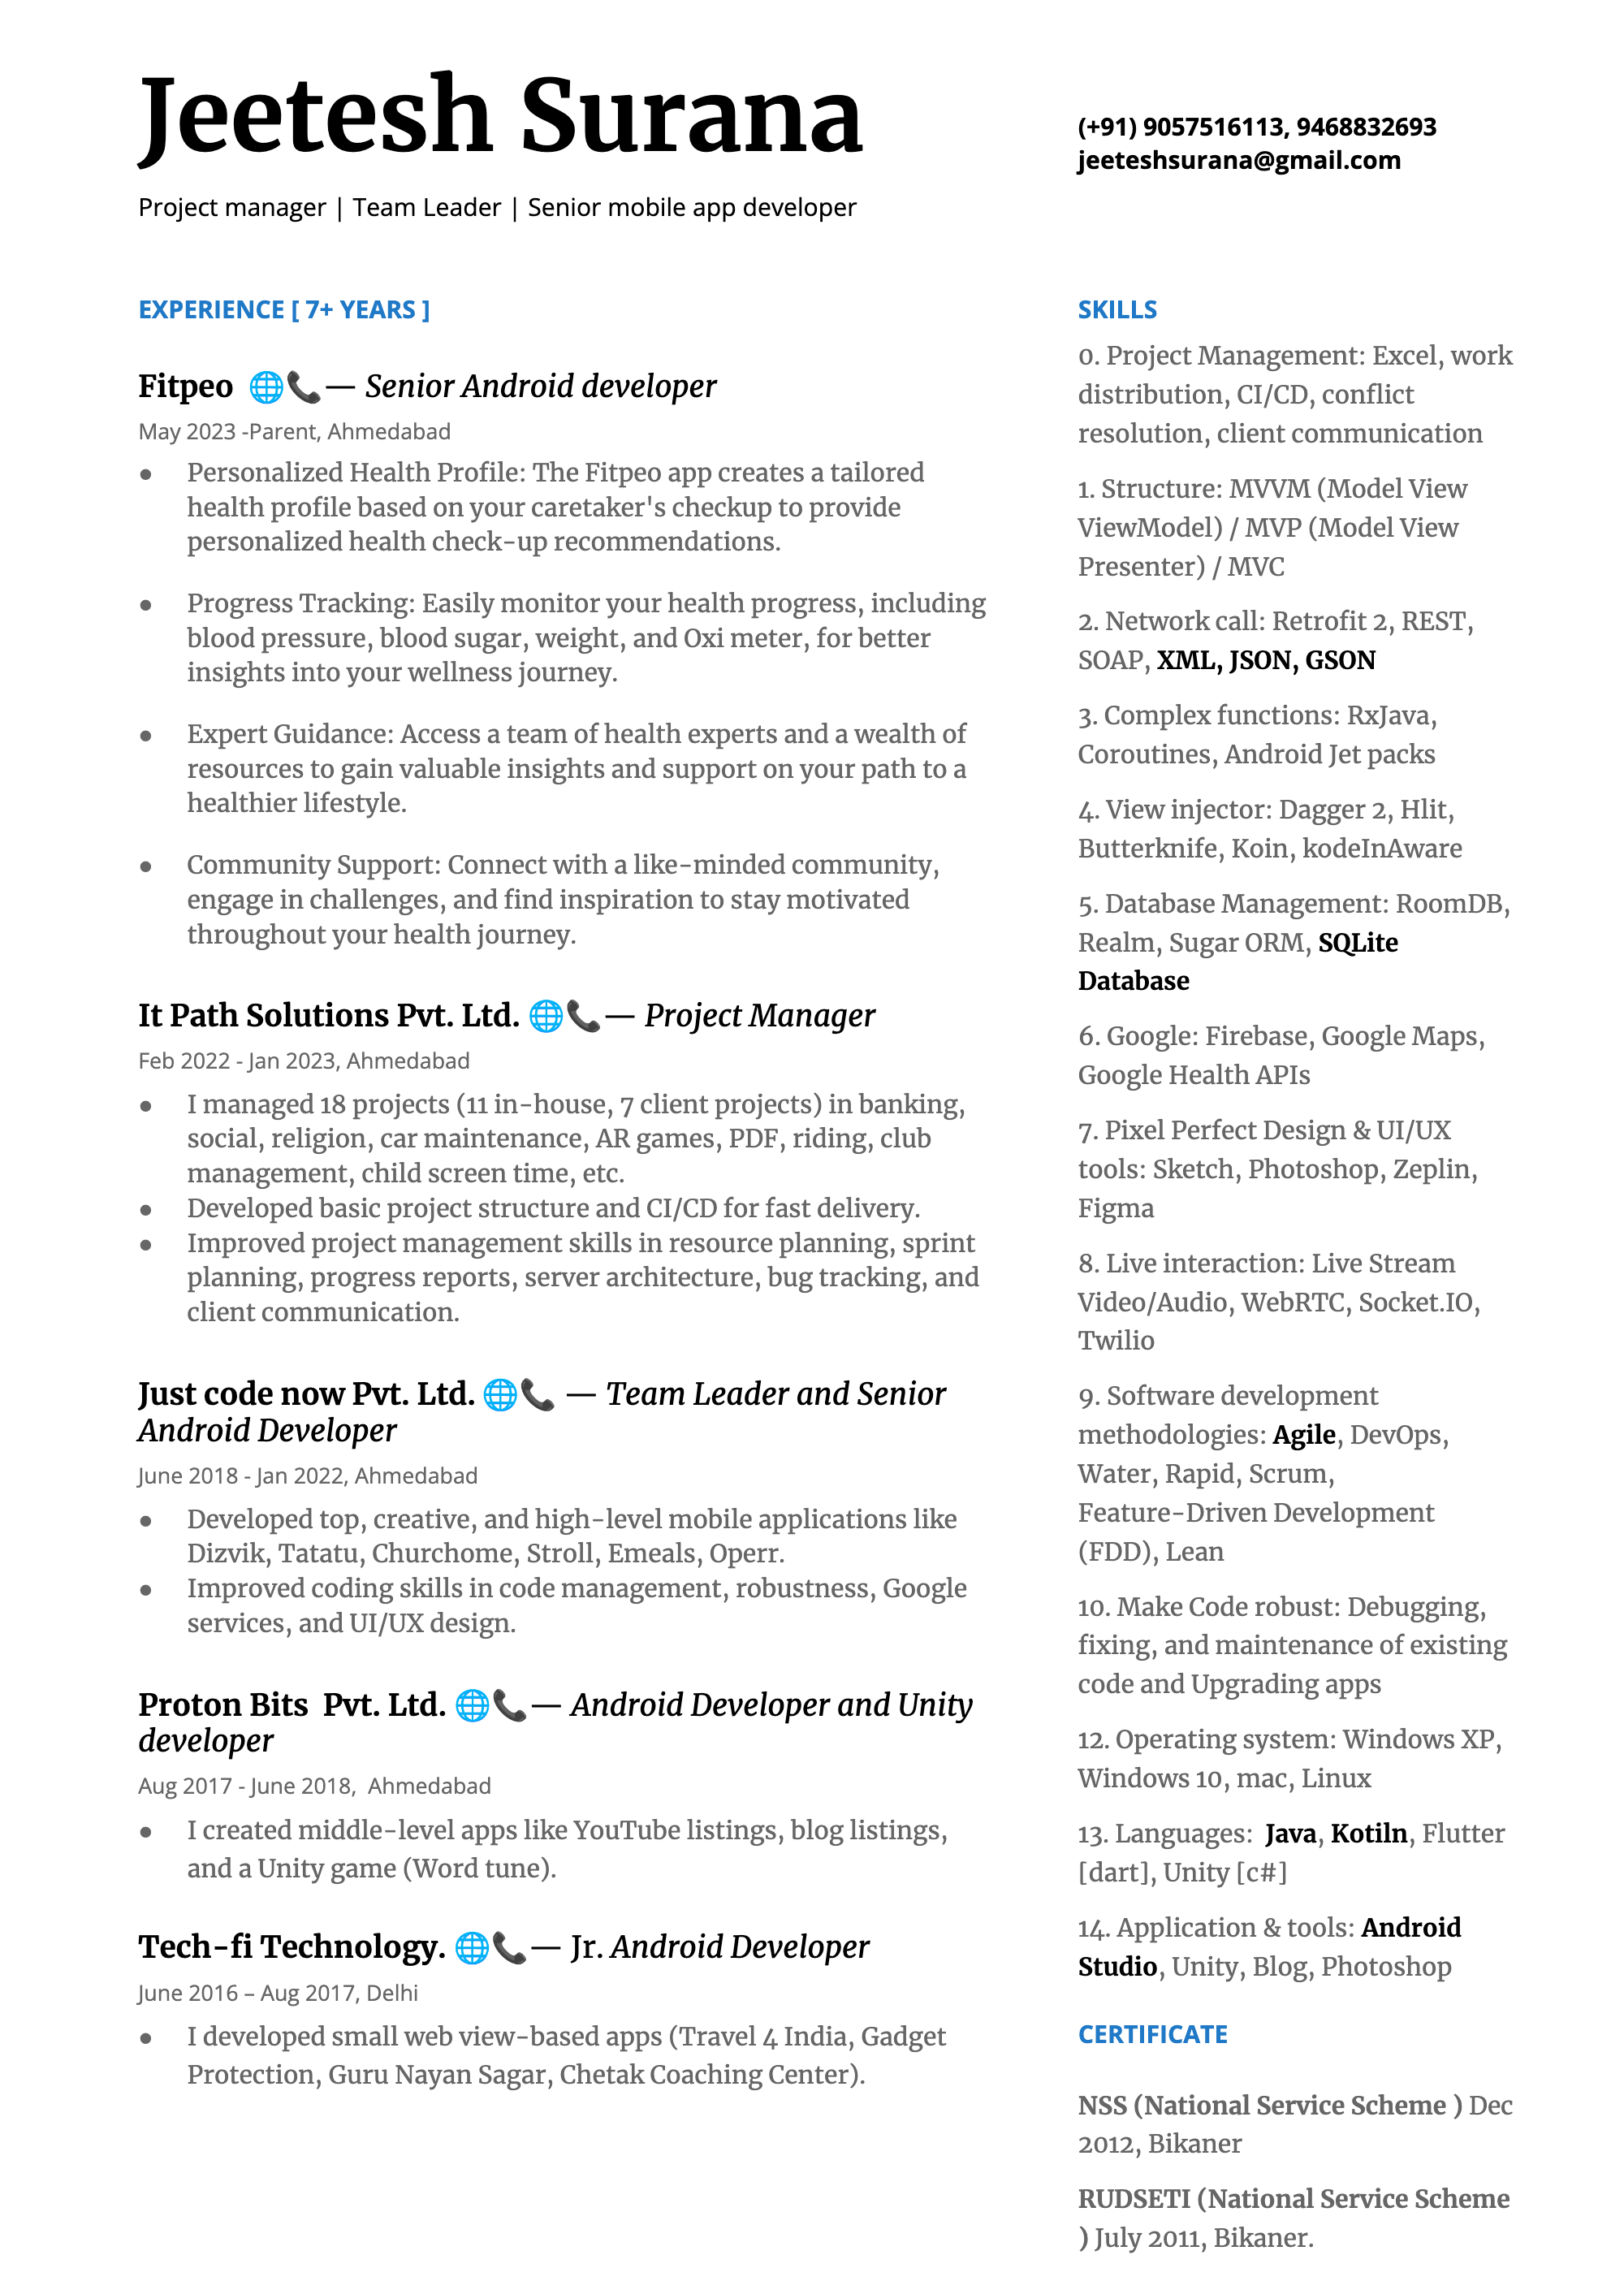 Jeetesh Surana
Project manager | Team Leader | Senior mobile app developer
(+91) 9057516113, 9468832693
jeeteshsurana@gmail.com
EXPERIENCE [ 7+ YEARS ]
Fitpeo 🌐📞— Senior Android developer
May 2023 -Parent, Ahmedabad
● Personalized Health Profile: The Fitpeo app creates a tailored
health profile based on your caretaker's checkup to provide
personalized health check-up recommendations.
● Progress Tracking: Easily monitor your health progress, including
blood pressure, blood sugar, weight, and Oxi meter, for better
insights into your wellness journey.
● Expert Guidance: Access a team of health experts and a wealth of
resources to gain valuable insights and support on your path to a
healthier lifestyle.
● Community Support: Connect with a like-minded community,
engage in challenges, and find inspiration to stay motivated
throughout your health journey.
It Path Solutions Pvt. Ltd. 🌐📞— Project Manager
Feb 2022 - Jan 2023, Ahmedabad
● I managed 18 projects (11 in-house, 7 client projects) in banking,
social, religion, car maintenance, AR games, PDF, riding, club
management, child screen time, etc.
● Developed basic project structure and CI/CD for fast delivery.
● Improved project management skills in resource planning, sprint
planning, progress reports, server architecture, bug tracking, and
client communication.
Just code now Pvt. Ltd. 🌐📞 — Team Leader and Senior
Android Developer
June 2018 - Jan 2022, Ahmedabad
● Developed top, creative, and high-level mobile applications like
Dizvik, Tatatu, Churchome, Stroll, Emeals, Operr.
● Improved coding skills in code management, robustness, Google
services, and UI/UX design.
Proton Bits Pvt. Ltd. 🌐📞— Android Developer and Unity
developer
Aug 2017 - June 2018, Ahmedabad
● I created middle-level apps like YouTube listings, blog listings,
and a Unity game (Word tune).
Tech-fi Technology. 🌐📞— Jr. Android Developer
June 2016 – Aug 2017, Delhi
● I developed small web view-based apps (Travel 4 India, Gadget
Protection, Guru Nayan Sagar, Chetak Coaching Center).
SKILLS
0. Project Management: Excel, work
distribution, CI/CD, conflict
resolution, client communication
1. Structure: MVVM (Model View
ViewModel) / MVP (Model View
Presenter) / MVC
2. Network call: Retrofit 2, REST,
SOAP, XML, JSON, GSON
3. Complex functions: RxJava,
Coroutines, Android Jet packs
4. View injector: Dagger 2, Hlit,
Butterknife, Koin, kodeInAware
5. Database Management: RoomDB,
Realm, Sugar ORM, SQLite
Database
6. Google: Firebase, Google Maps,
Google Health APIs
7. Pixel Perfect Design & UI/UX
tools: Sketch, Photoshop, Zeplin,
Figma
8. Live interaction: Live Stream
Video/Audio, WebRTC, Socket.IO,
Twilio
9. Software development
methodologies: Agile, DevOps,
Water, Rapid, Scrum,
Feature-Driven Development
(FDD), Lean
10. Make Code robust: Debugging,
fixing, and maintenance of existing
code and Upgrading apps
12. Operating system: Windows XP,
Windows 10, mac, Linux
13. Languages: Java, Kotiln, Flutter
[dart], Unity [c#]
14. Application & tools: Android
Studio, Unity, Blog, Photoshop
CERTIFICATE
NSS (National Service Scheme ) Dec
2012, Bikaner
RUDSETI (National Service Scheme
) July 2011, Bikaner.